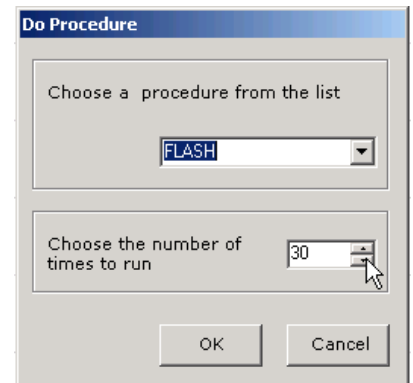 Do Procedure
Choose a procedure from the list
FLASH
Choose the number of
times to run
30
OK
Cancel